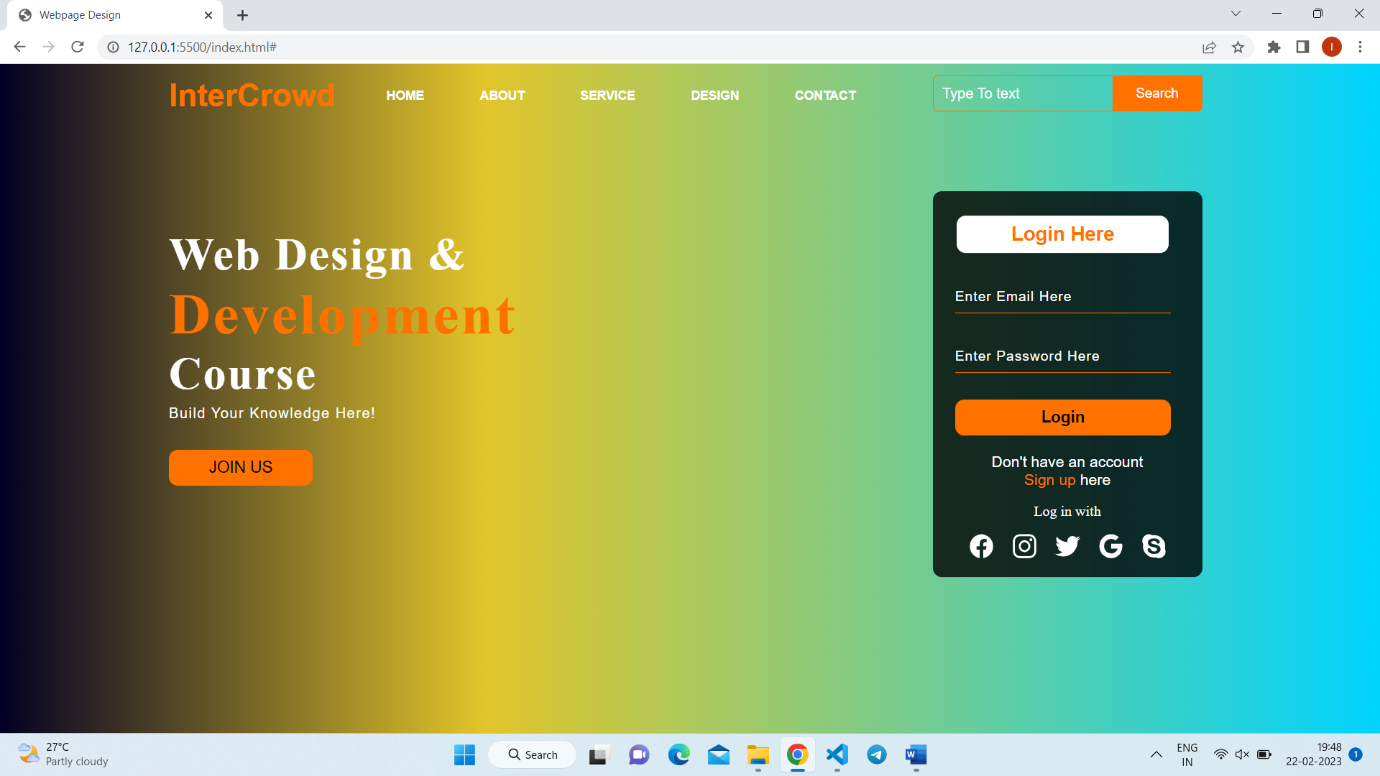 Webpage Design
127.0.0.1:5500/index.html#
I
InterCrowd
HOME ABOUT SERVICE DESIGN CONTACT
Type To text Search
Web Design &
Development
Course
Build Your Knowledge Here!
JOIN US
Login Here
Enter Email Here
Enter Password Here
Login
Don't have an account
Sign up here
Log in with
27°C
Partly cloudy
Search
ENG
IN
19:48
22-02-2023
1